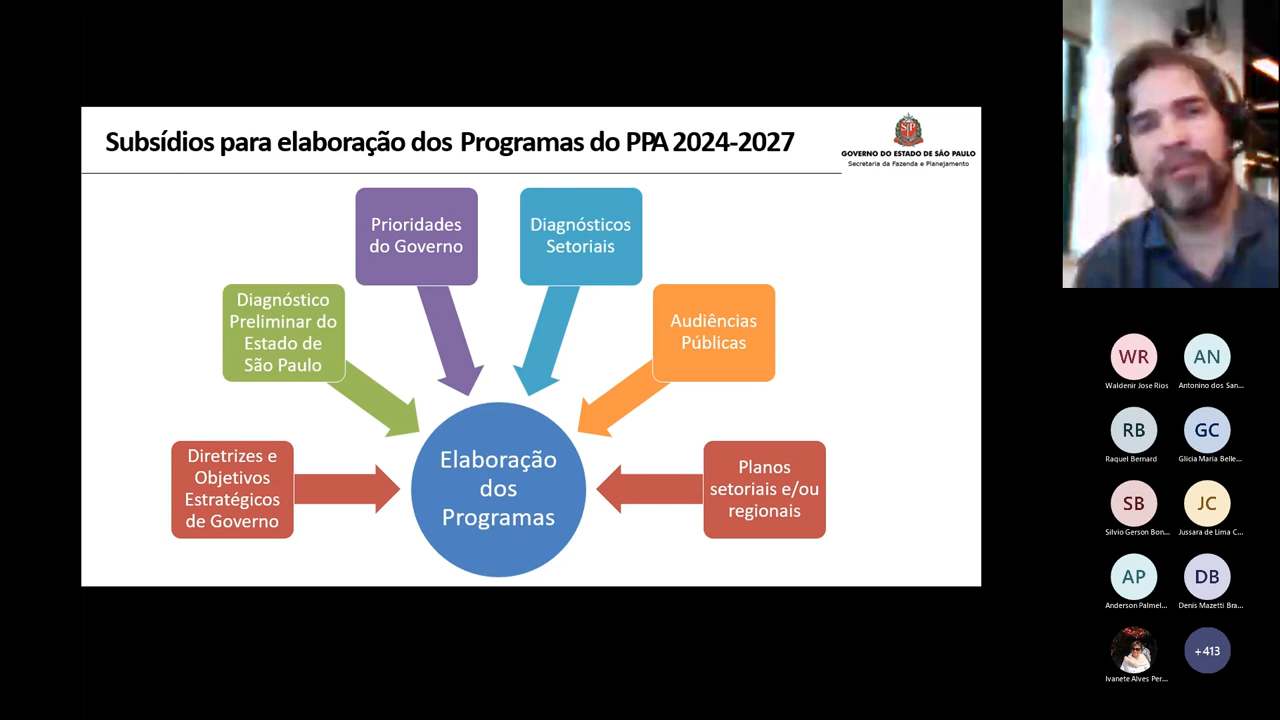 Subsídios para elaboração dos Programas do PPA 2024-2027
GOVERNO DO ESTADO DE SÃO PAULO
Secretaria da Fazenda e Planejamento
Prioridades
do Governo
Diagnósticos
Setoriais
Diagnóstico
Preliminar do
Estado de
São Paulo
Audiências
Públicas
Diretrizes e
Objetivos
Estratégicos
de Governo
Elaboração
dos
Programas
Planos
setoriais e/ou
regionais
WR
AN
Waldenir Jose Rios
Antonino dos San...
RB
GC
Raquel Bernard
Glicia Maria Belle...
SB
JC
Silvio Gerson Bon...
Jussara de Lima C...
AP
DB
Anderson Palmel...
Denis Mazetti Bra...
+413
Ivanete Alves Per...